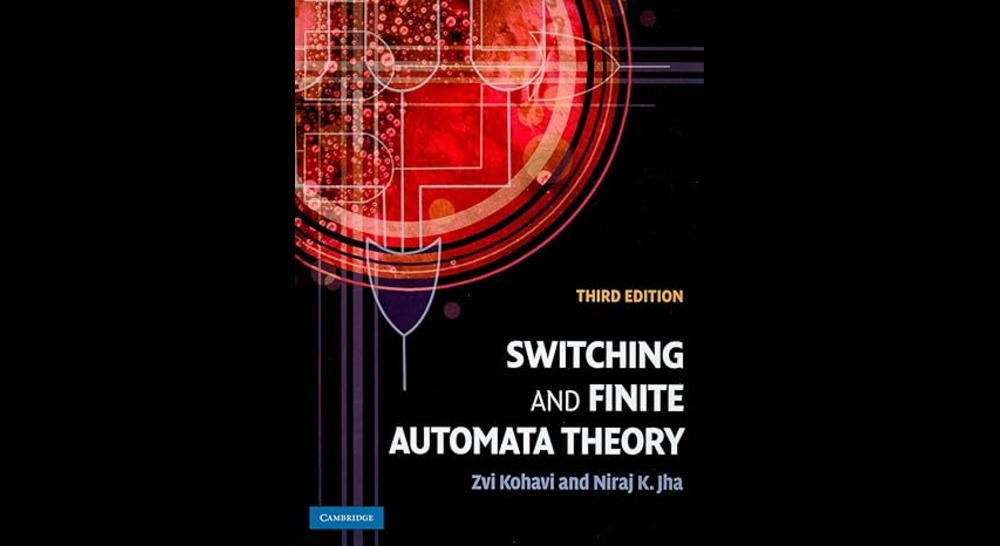 THIRD EDITION
SWITCHING
AND FINITE
AUTOMATA THEORY
Zvi Kohavi and Niraj K. Jha
CAMBRIDGE